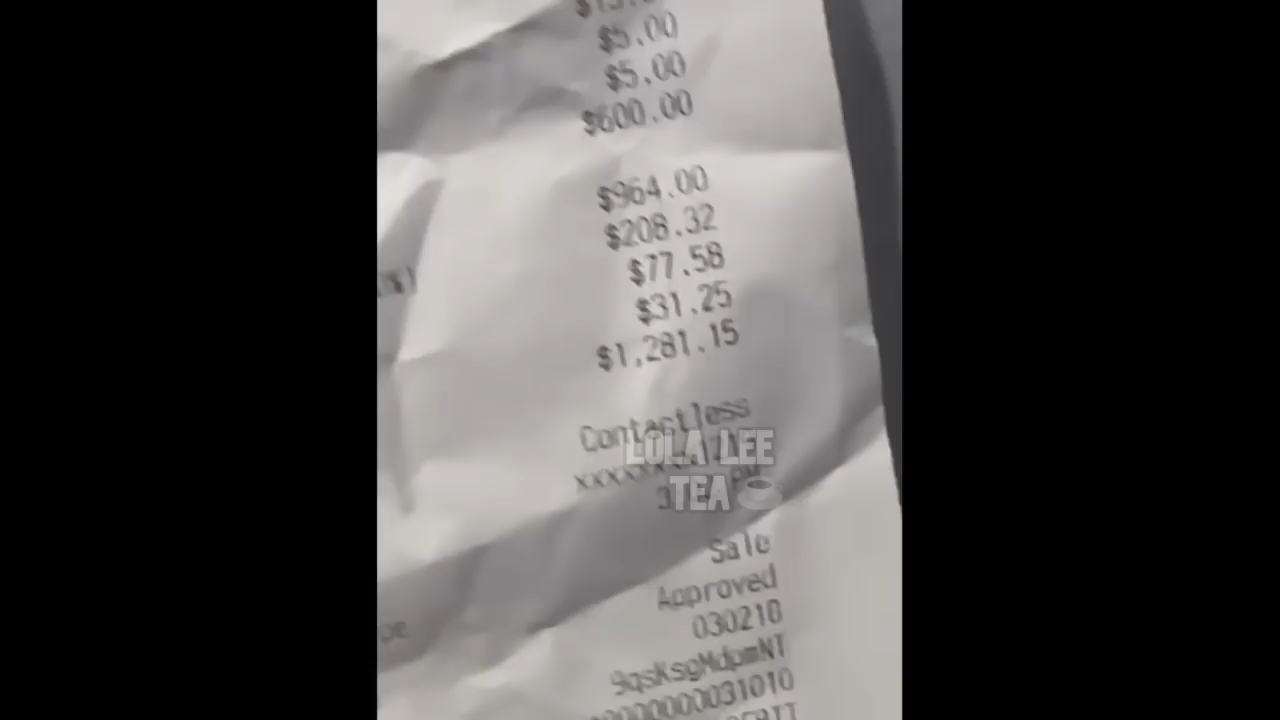 $5.00
$5.00
$600.00
$964.00
$208.32
$77.58
$31.25
$1,281.15
Contactless
LOLA LEE
TEA
PM
Sale
Approved
030210
9qsKsgMdpmNT